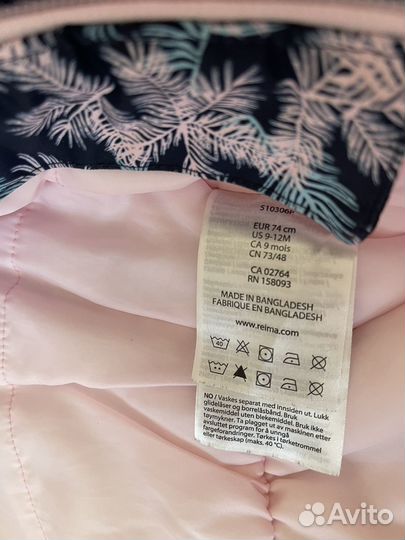 510306P
EUR 74 cm
US 9-12M
CA 9 mois
CN 73/48
CA 02764
RN 158093
MADE IN BANGLADESH
FABRIQUE EN BANGLADESH
www.reima.com
40
NO / Vaskes separat med Innsiden ut. Lukk
glidelåser og borrelåsbånd. Bruk
vaskemiddel uten blekemiddel. Bruk ikke
tøymykner. Ta plagget ut av maskinen etter
avsluttet program for å unngå
fargeforandringer. Tørkes i tørketrommel
eller tørkeskap (maks. 40 °C).
Avito